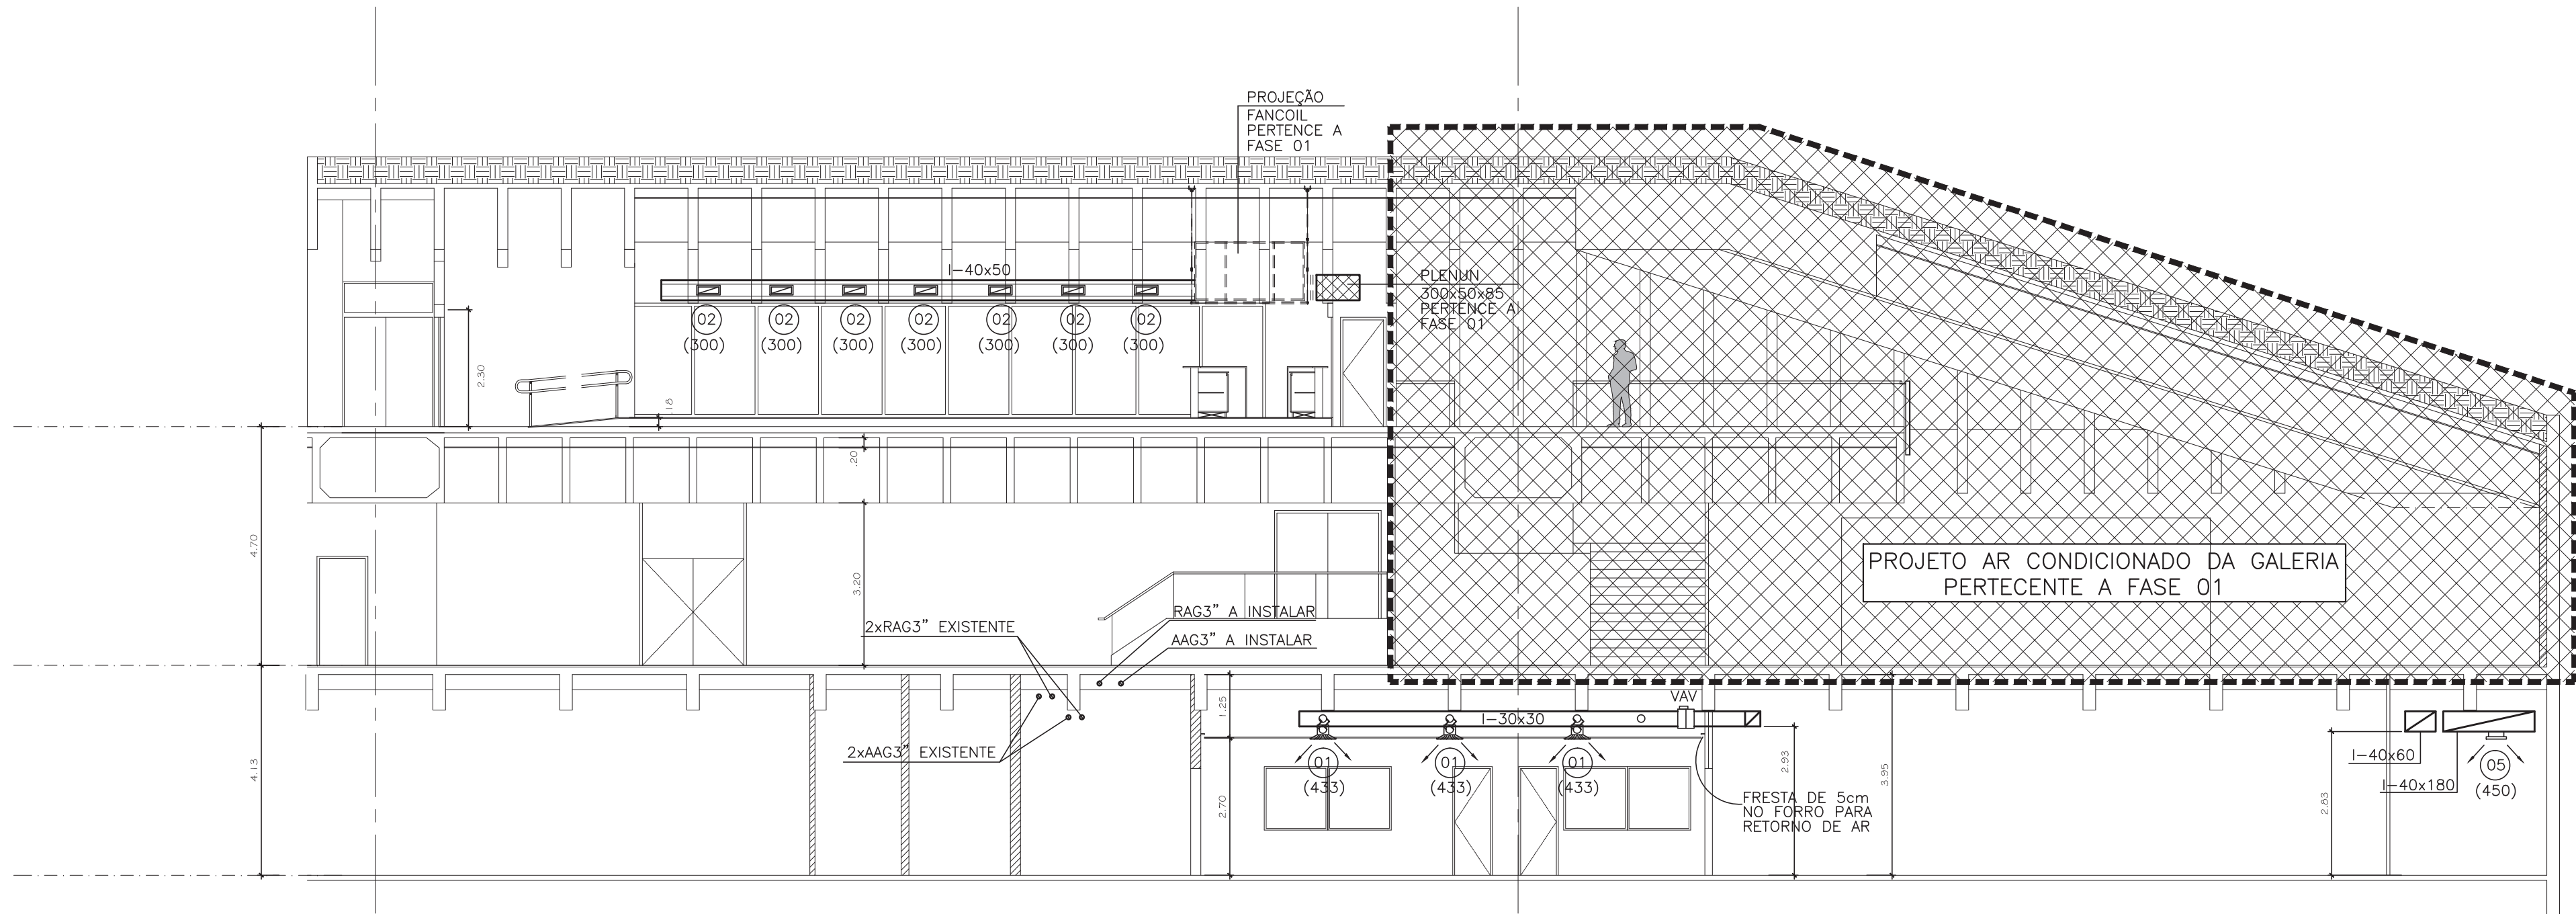 PROJEÇÃO
FANCOIL
PERTENCE A
FASE 01
I-40x50
PLENUN
300x50x85
PERTENCE A
FASE 01
02 02 02 02 02 02 02
(300) (300) (300) (300) (300) (300) (300)
2.30
.18
.20
4.70
3.20
PROJETO AR CONDICIONADO DA GALERIA
PERTECENTE A FASE 01
RAG3" A INSTALAR
2xRAG3" EXISTENTE
AAG3" A INSTALAR
VAV
1.25
I-30x30
2xAAG3" EXISTENTE
4.13
01 01 01
(433) (433) (433)
2.93
3.95
2.70
FRESTA DE 5cm
NO FORRO PARA
RETORNO DE AR
I-40x60
05
I-40x180
(450)
2.83